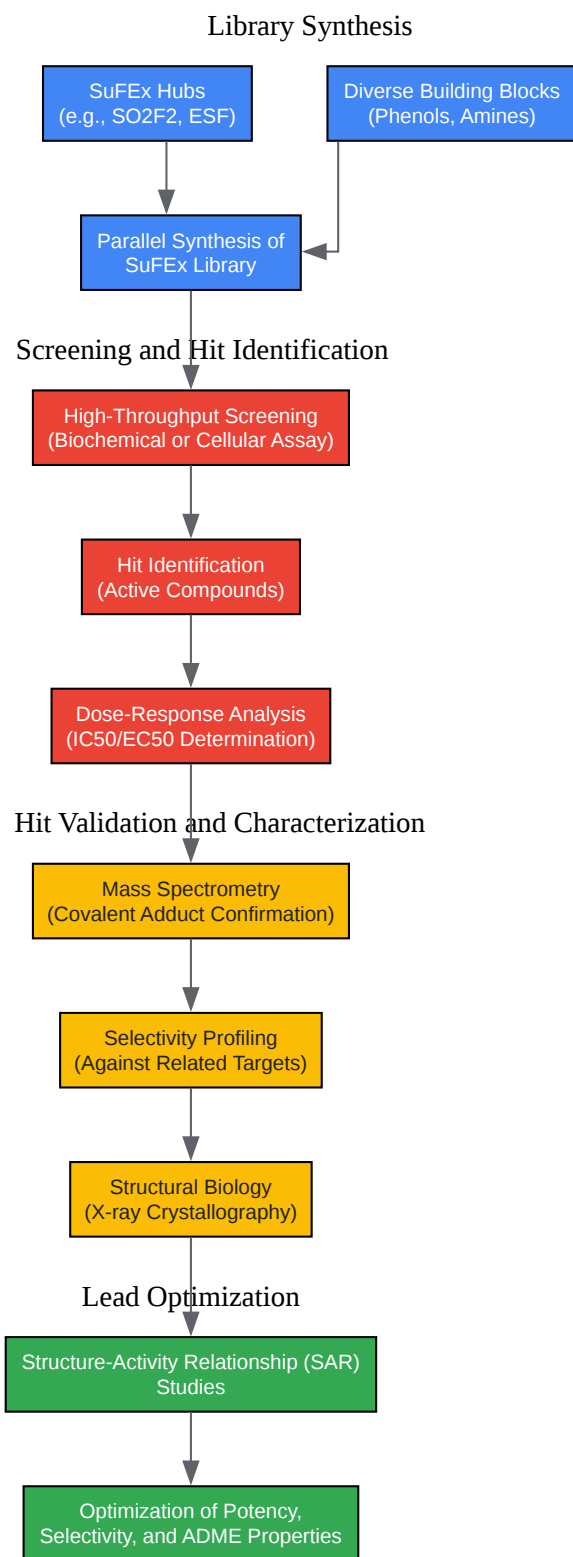 Library Synthesis
SuFEx Hubs
(e.g., SO2F2, ESF)
Diverse Building Blocks
(Phenols, Amines)
Parallel Synthesis of
SuFEx Library
Screening and Hit Identification
High-Throughput Screening
(Biochemical or Cellular Assay)
Hit Identification
(Active Compounds)
Dose-Response Analysis
(IC50/EC50 Determination)
Hit Validation and Characterization
Mass Spectrometry
(Covalent Adduct Confirmation)
Selectivity Profiling
(Against Related Targets)
Structural Biology
(X-ray Crystallography)
Lead Optimization
Structure-Activity Relationship (SAR)
Studies
Optimization of Potency,
Selectivity, and ADME Properties